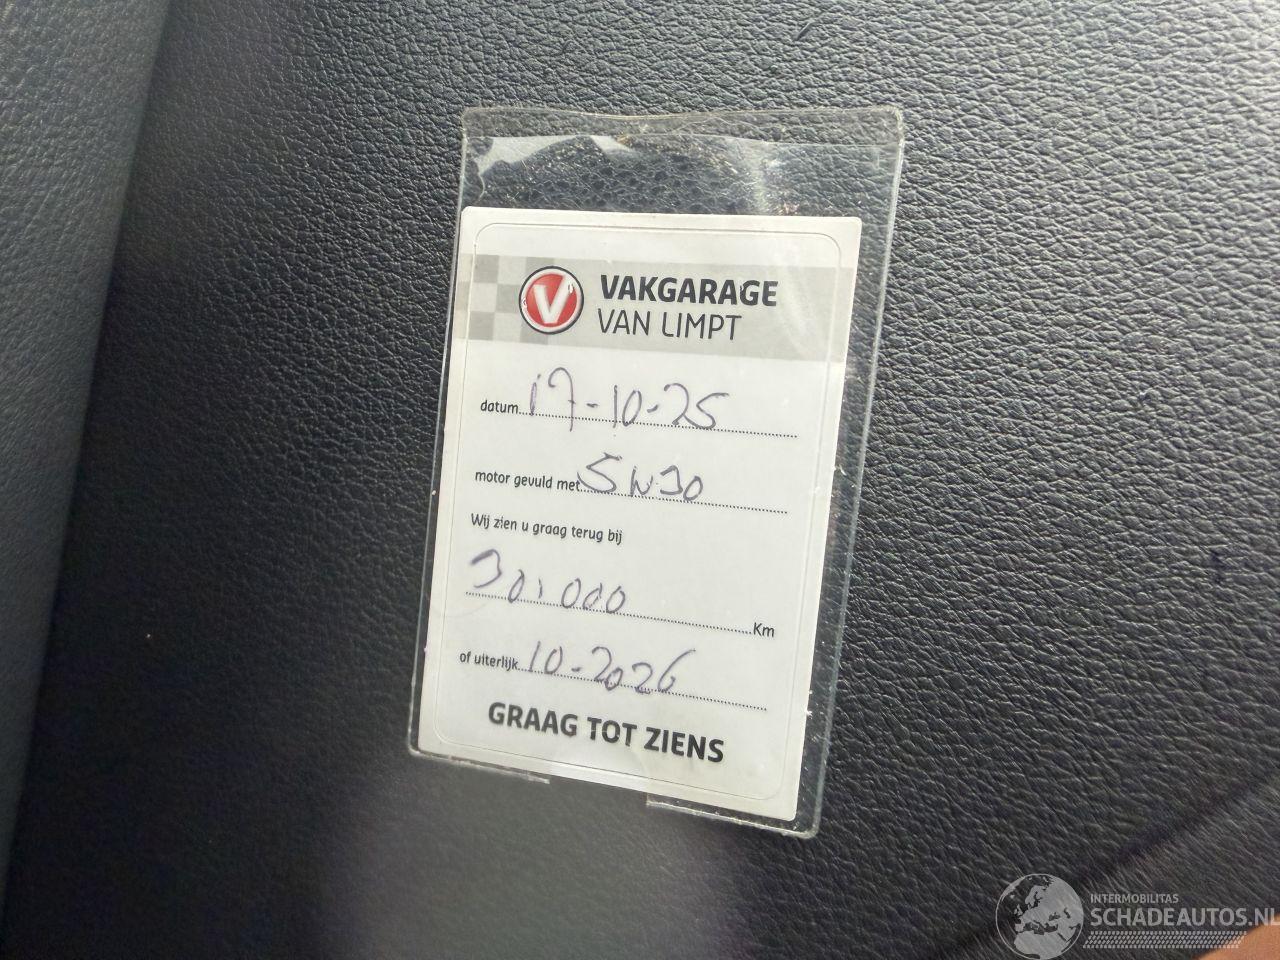 VAKGARAGE
VAN LIMPT
datum 17-10-25
motor gevuld met 5W30
Wij zien u graag terug bij
30.000 Km
of uiterlijk 10-2026
GRAAG TOT ZIENS
INTERMOBILITAS
SCHADEAUTOS.NL